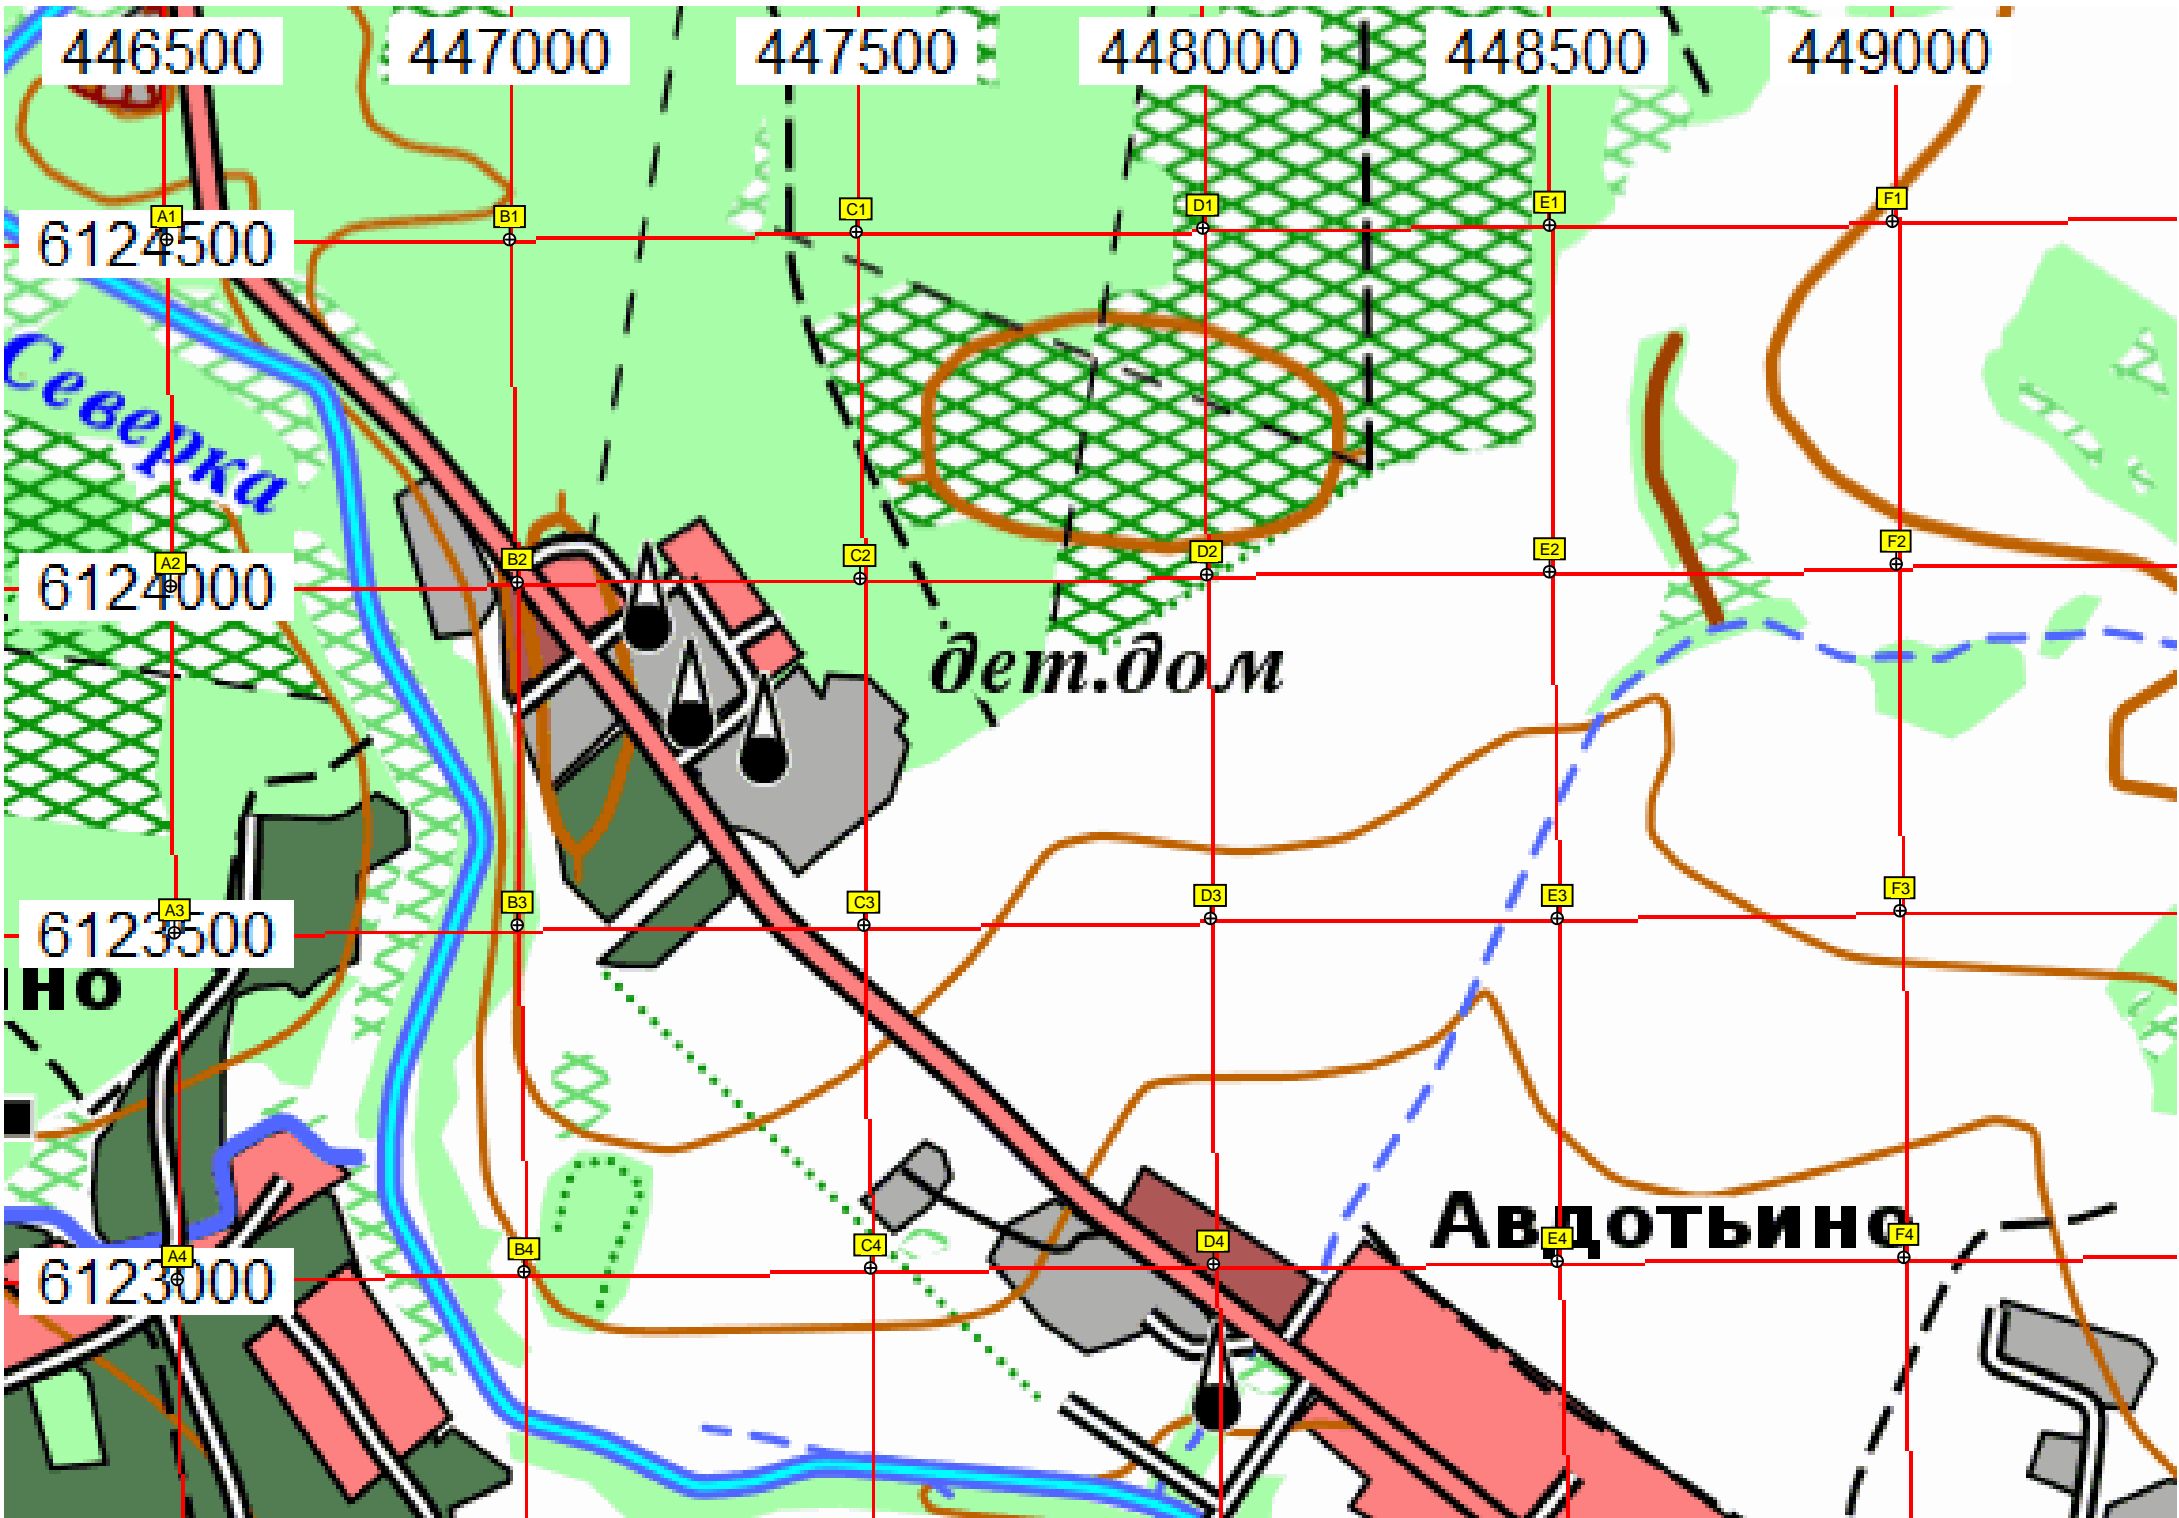 446500 447000 447500 448000 448500 449000
A1 B1 C1 D1 E1 F1
6124500
Северка
A2 B2 C2 D2 E2 F2
6124000
дет.дом
A3 B3 C3 D3 E3 F3
6123500
но
Авдотьино
A4 B4 C4 D4 E4 F4
6123000